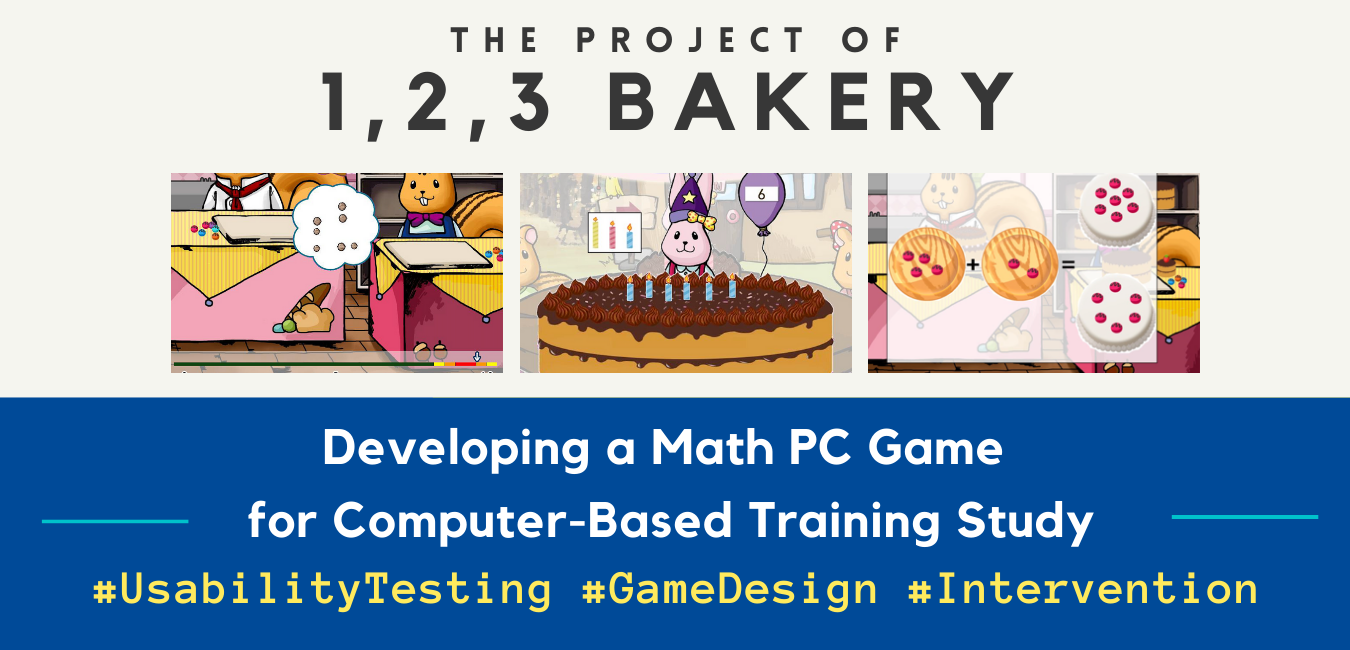 THE PROJECT OF
1,2,3 BAKERY
6
+ =
Developing a Math PC Game
for Computer-Based Training Study
#UsabilityTesting #GameDesign #Intervention